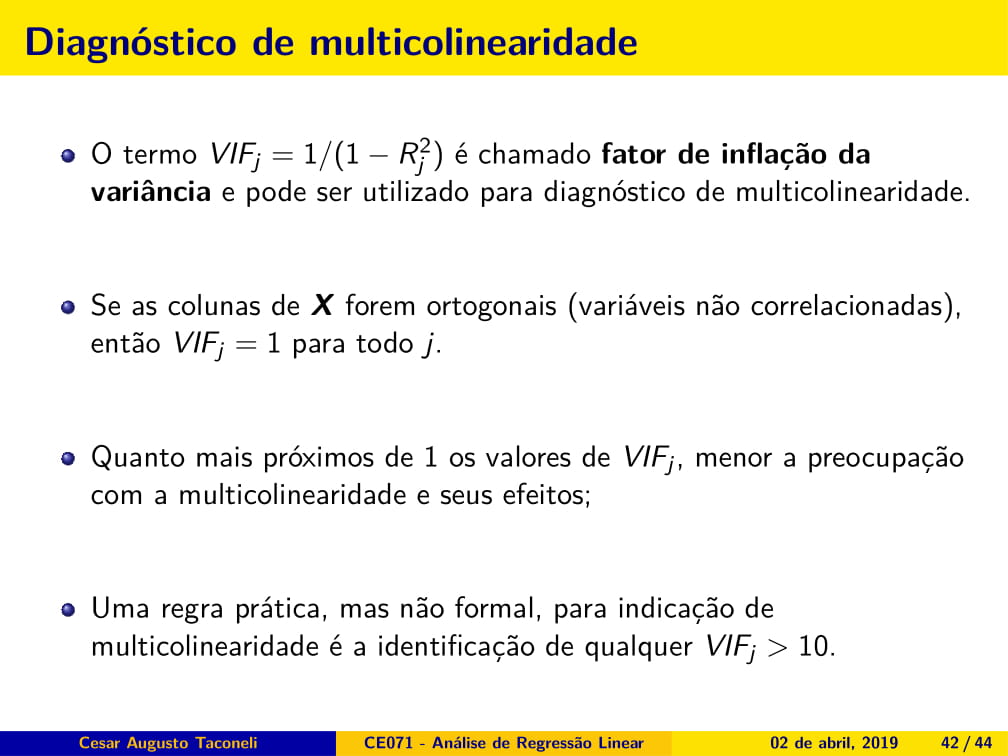 Diagnóstico de multicolinearidade
O termo VIF_j = 1/(1 − R_j^2) é chamado fator de inflação da
variância e pode ser utilizado para diagnóstico de multicolinearidade.
Se as colunas de X forem ortogonais (variáveis não correlacionadas),
então VIF_j = 1 para todo j.
Quanto mais próximos de 1 os valores de VIF_j, menor a preocupação
com a multicolinearidade e seus efeitos;
Uma regra prática, mas não formal, para indicação de
multicolinearidade é a identificação de qualquer VIF_j > 10.
Cesar Augusto Taconeli CE071 - Análise de Regressão Linear 02 de abril, 2019 42 / 44